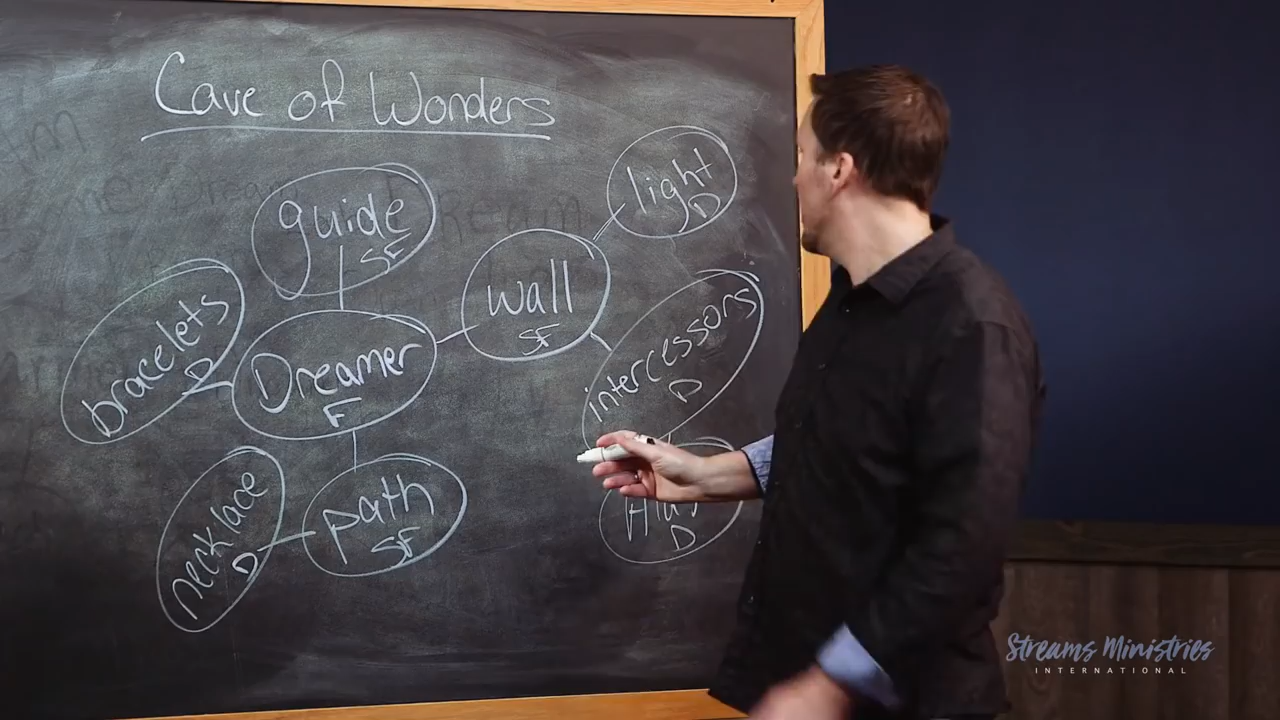 Cave of Wonders
guide
SF
light
D
wall
SF
bracelets
D
Dreamer
F
intercessors
D
path
SF
necklace
D
D
Streams Ministries
INTERNATIONAL